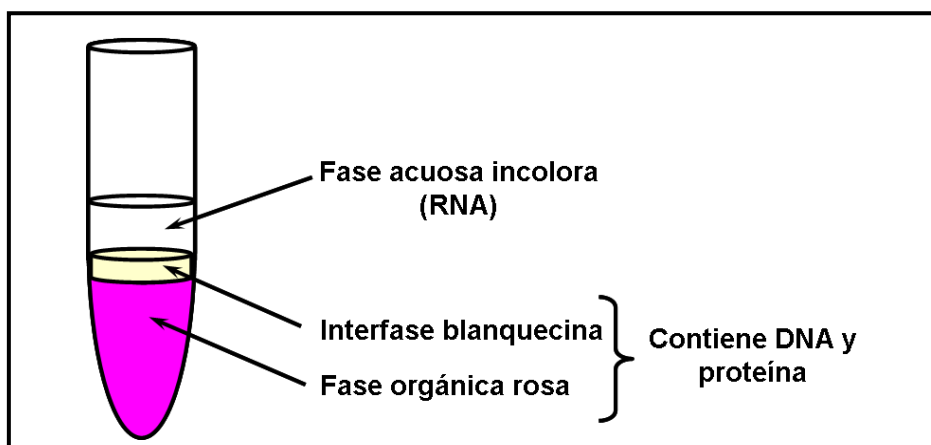 Fase acuosa incolora
(RNA)
Interfase blanquecina
Fase orgánica rosa
Contiene DNA y
proteína